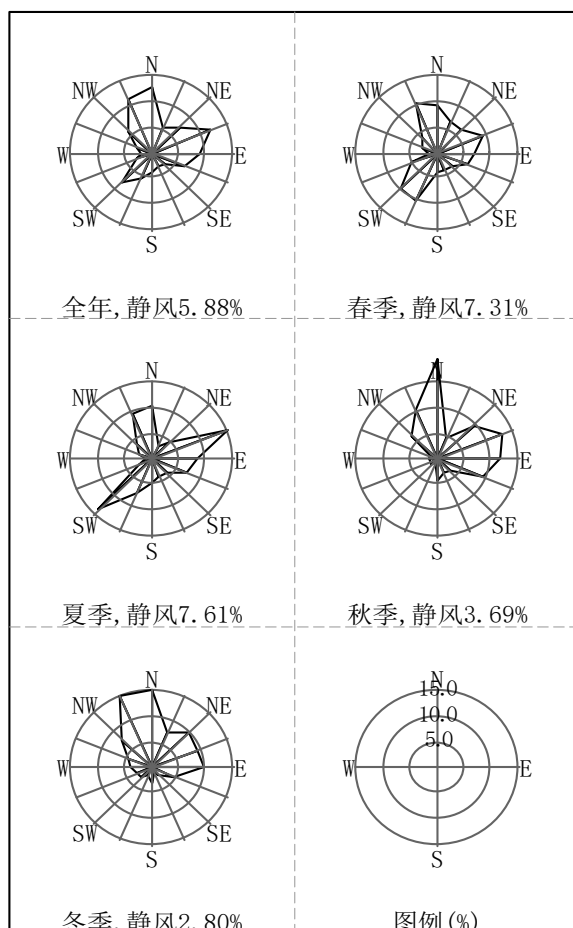 N
NW NE
W E
SW SE
S
全年,静风5.88%
N
NW NE
W E
SW SE
S
春季,静风7.31%
N
NW NE
W E
SW SE
S
夏季,静风7.61%
N
NW NE
W E
SW SE
S
秋季,静风3.69%
N
NW NE
W E
SW SE
S
冬季,静风2.80%
N
15.0
10.0
5.0
W E
S
图例(%)